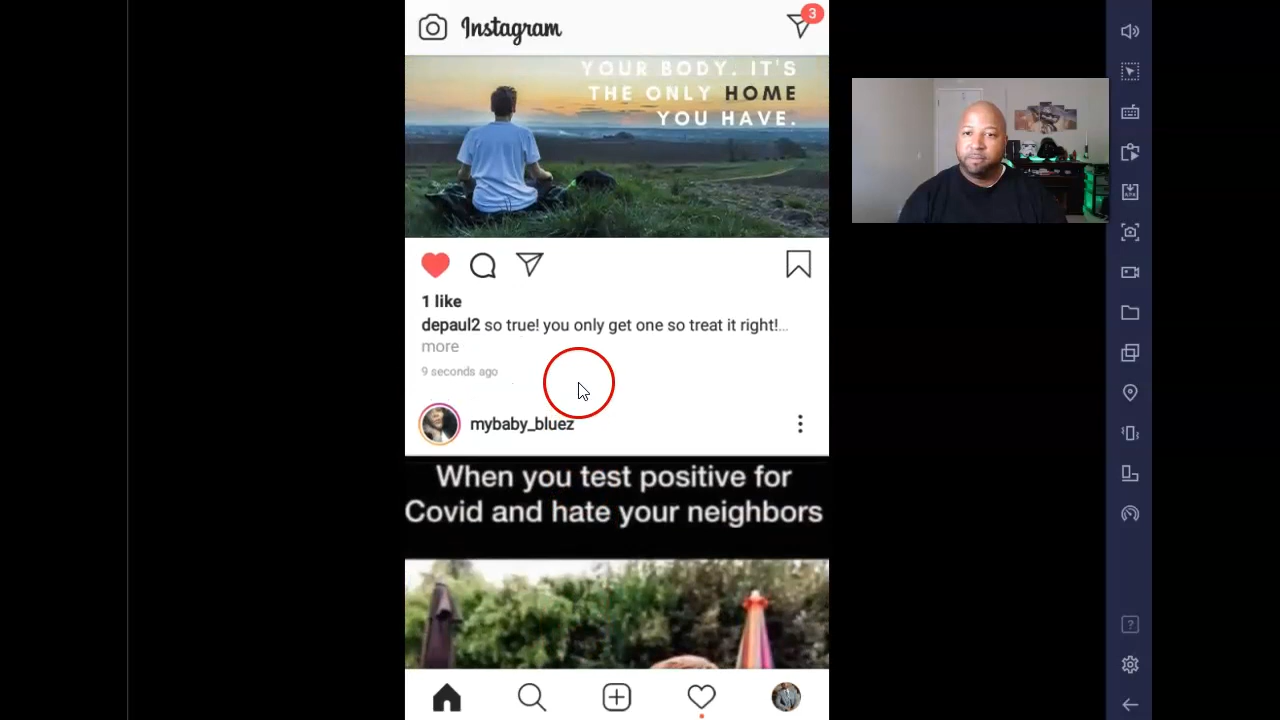 Instagram
3
YOUR BODY. IT'S
THE ONLY HOME
YOU HAVE.
1 like
depaul2 so true! you only get one so treat it right!...
more
9 seconds ago
mybaby_bluez
When you test positive for
Covid and hate your neighbors